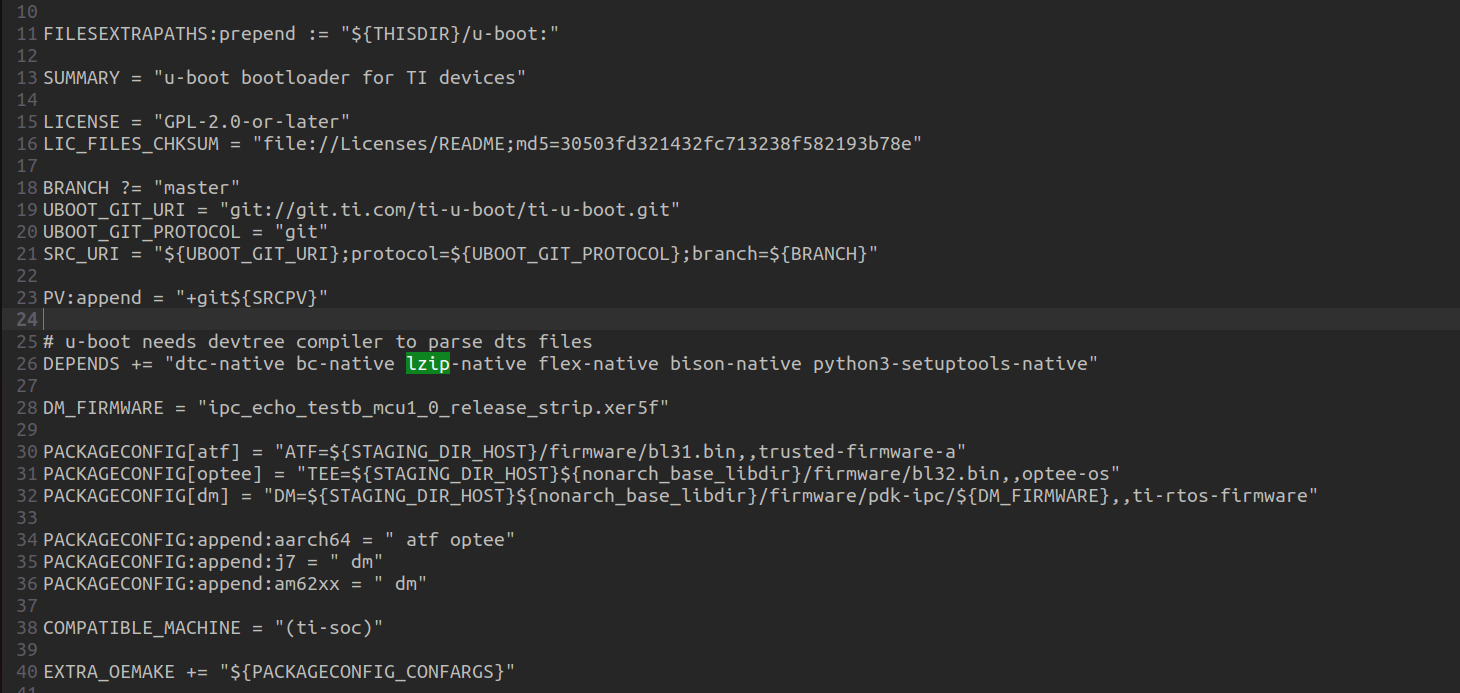 10
11 FILESEXTRAPATHS:prepend := "${THISDIR}/u-boot:"
12
13 SUMMARY = "u-boot bootloader for TI devices"
14
15 LICENSE = "GPL-2.0-or-later"
16 LIC_FILES_CHKSUM = "file://Licenses/README;md5=30503fd321432fc713238f582193b78e"
17
18 BRANCH ?= "master"
19 UBOOT_GIT_URI = "git://git.ti.com/ti-u-boot/ti-u-boot.git"
20 UBOOT_GIT_PROTOCOL = "git"
21 SRC_URI = "${UBOOT_GIT_URI};protocol=${UBOOT_GIT_PROTOCOL};branch=${BRANCH}"
22
23 PV:append = "+git${SRCPV}"
24
25 # u-boot needs devtree compiler to parse dts files
26 DEPENDS += "dtc-native bc-native lzip-native flex-native bison-native python3-setuptools-native"
27
28 DM_FIRMWARE = "ipc_echo_testb_mcu1_0_release_strip.xer5f"
29
30 PACKAGECONFIG[atf] = "ATF=${STAGING_DIR_HOST}/firmware/bl31.bin,,trusted-firmware-a"
31 PACKAGECONFIG[optee] = "TEE=${STAGING_DIR_HOST}${nonarch_base_libdir}/firmware/bl32.bin,,optee-os"
32 PACKAGECONFIG[dm] = "DM=${STAGING_DIR_HOST}${nonarch_base_libdir}/firmware/pdk-ipc/${DM_FIRMWARE},,ti-rtos-firmware"
33
34 PACKAGECONFIG:append:aarch64 = " atf optee"
35 PACKAGECONFIG:append:j7 = " dm"
36 PACKAGECONFIG:append:am62xx = " dm"
37
38 COMPATIBLE_MACHINE = "(ti-soc)"
39
40 EXTRA_OEMAKE += "${PACKAGECONFIG_CONFARGS}"
41